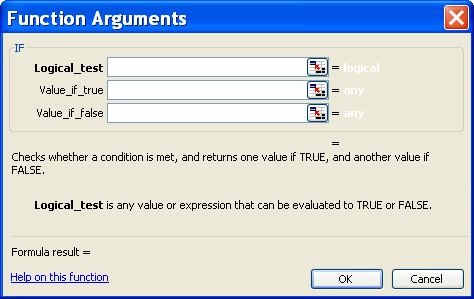 Function Arguments
IF
Logical_test = logical
Value_if_true = any
Value_if_false = any
=
Checks whether a condition is met, and returns one value if TRUE, and another value if
FALSE.
Logical_test is any value or expression that can be evaluated to TRUE or FALSE.
Formula result =
Help on this function
OK
Cancel